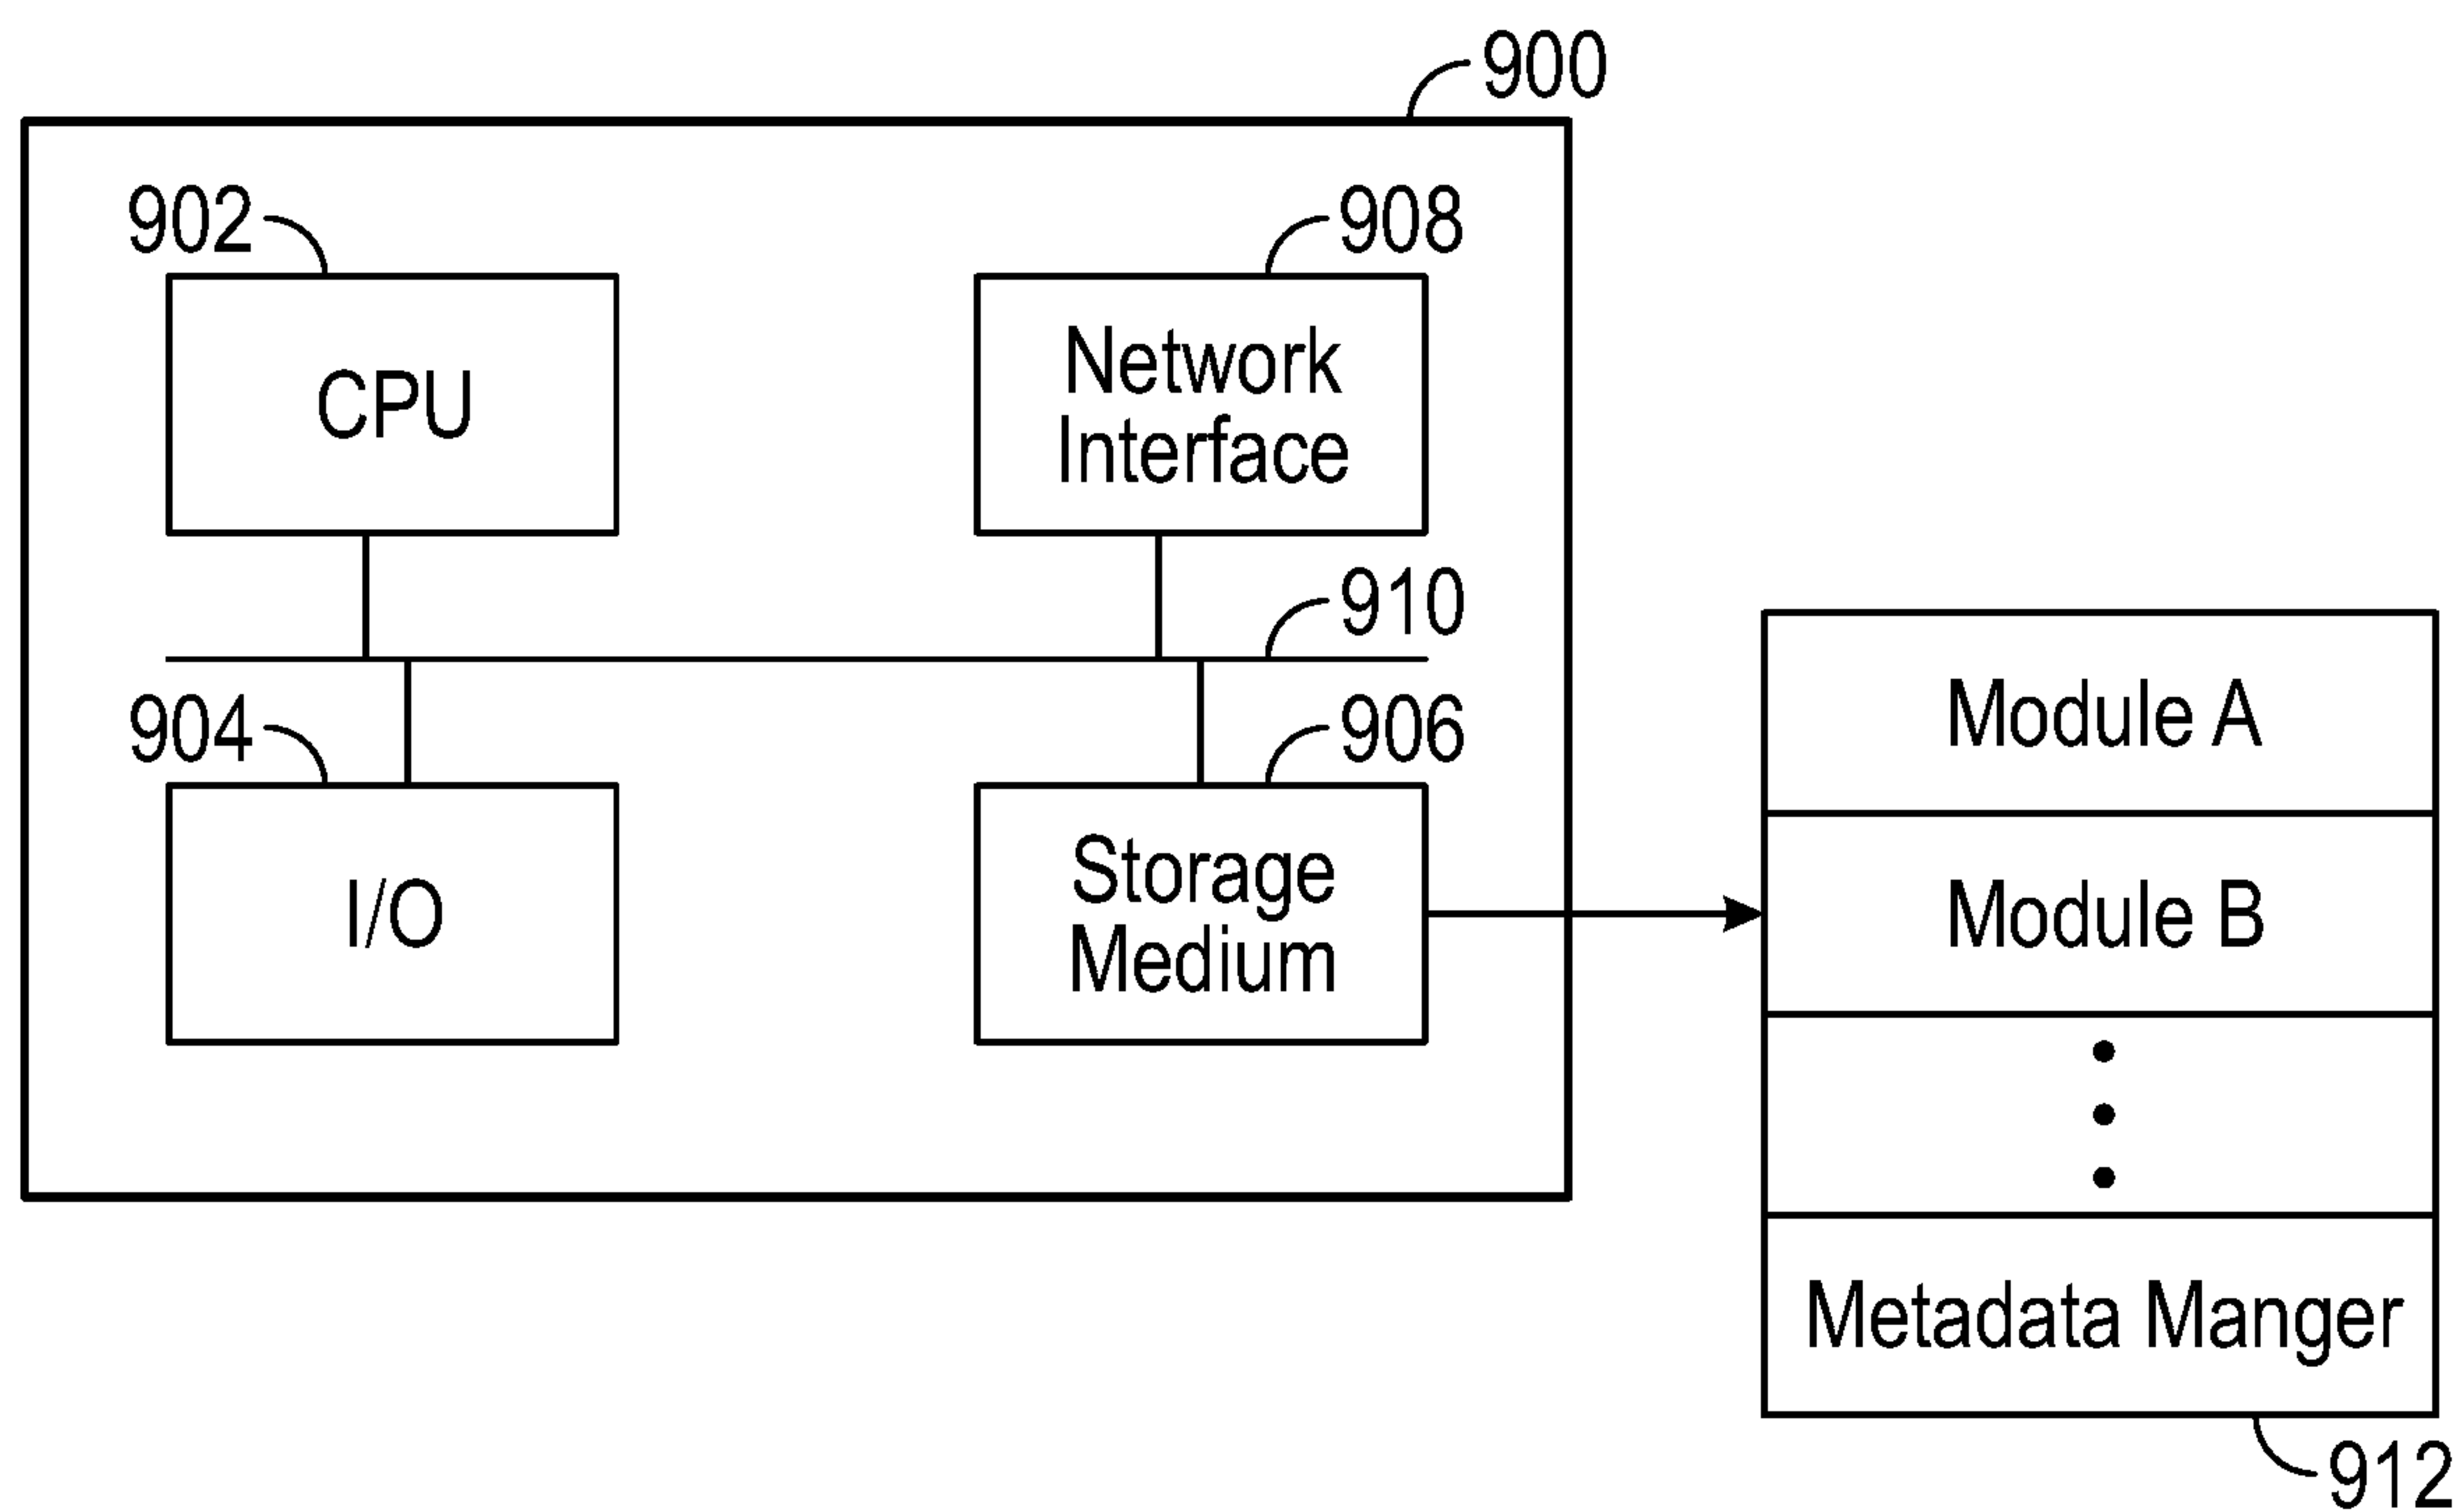 900
902
908
CPU
Network
Interface
910
904
906
I/O
Storage
Medium
Module A
Module B
Metadata Manger
912